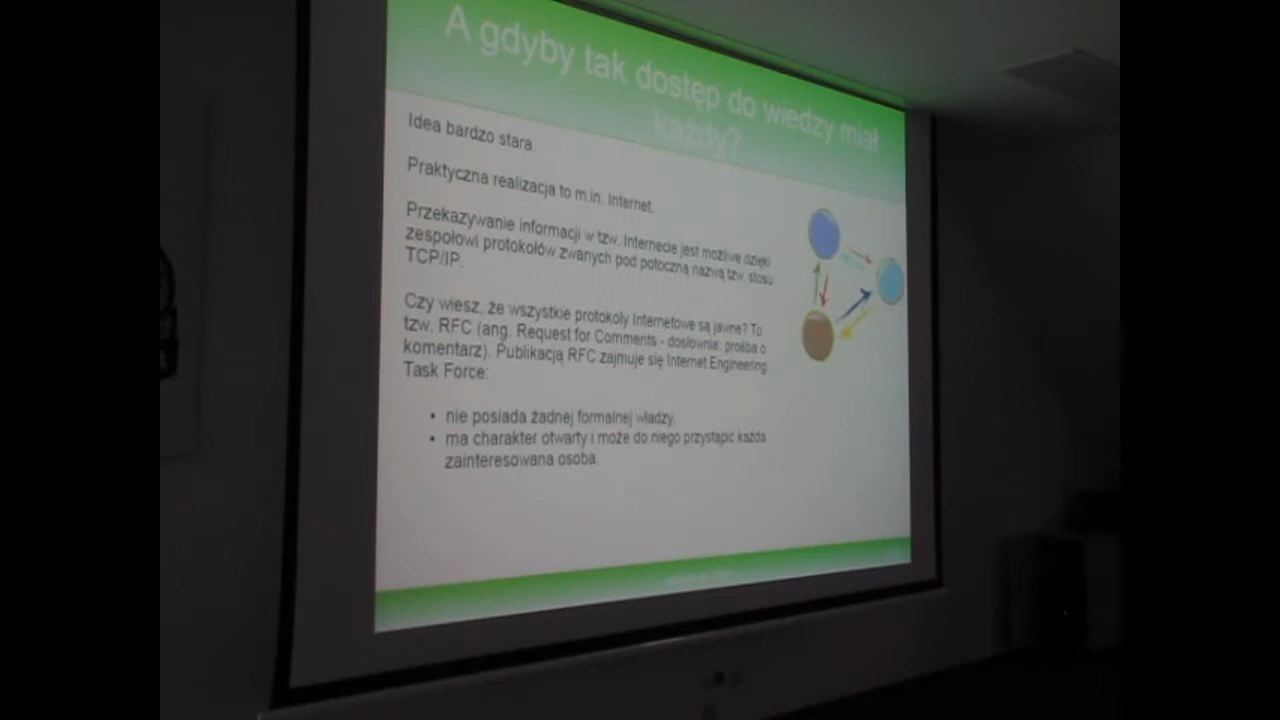 A gdyby tak dostęp do wiedzy miał
każdy?
Idea bardzo stara.
Praktyczna realizacja to m.in. Internet.
Przekazywanie informacji w tzw. Internecie jest możliwe dzięki
zespołowi protokołów zwanych pod potoczną nazwą tzw. stosu
TCP/IP.
Czy wiesz, że wszystkie protokoły Internetowe są jawne? To
tzw. RFC (ang. Request for Comments - dosłownie: prośba o
komentarz). Publikacją RFC zajmuje się Internet Engineering
Task Force:
• nie posiada żadnej formalnej władzy,
• ma charakter otwarty i może do niego przystąpić każda
zainteresowana osoba.